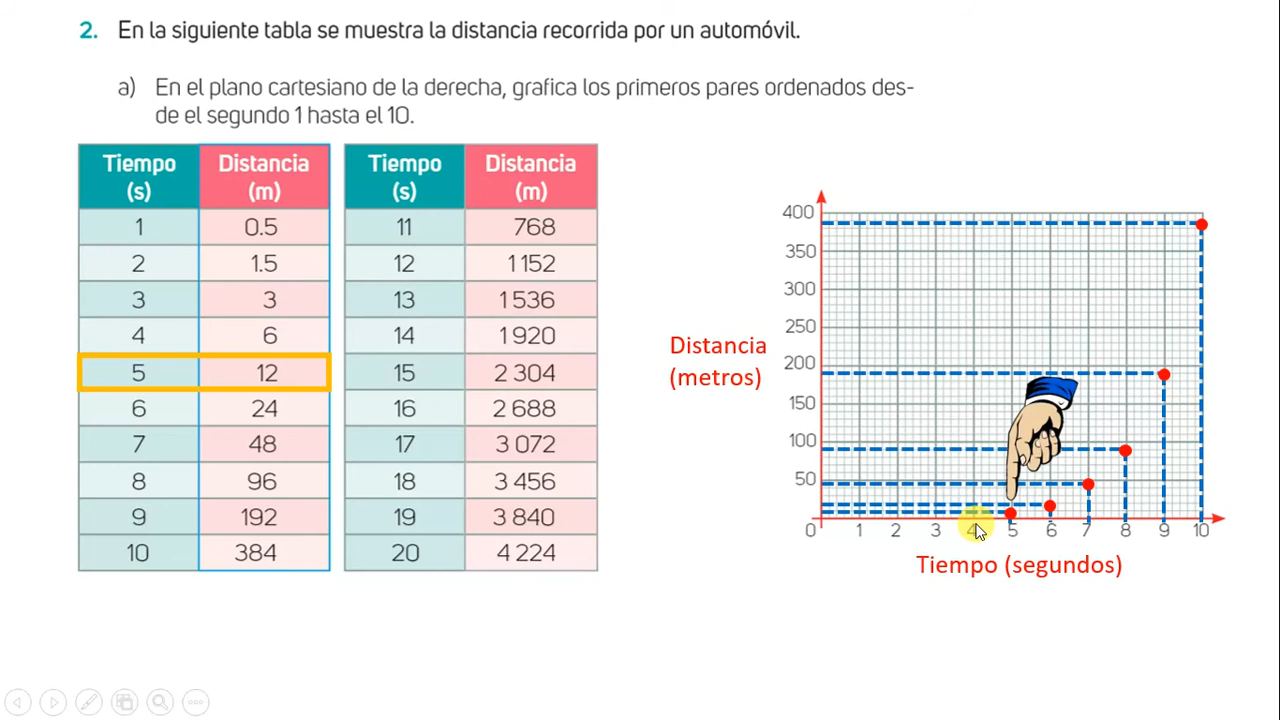 2. En la siguiente tabla se muestra la distancia recorrida por un automóvil.
a) En el plano cartesiano de la derecha, grafica los primeros pares ordenados des-
de el segundo 1 hasta el 10.
Tiempo (s) Distancia (m) Tiempo (s) Distancia (m)
1 0.5 11 768
2 1.5 12 1 152
3 3 13 1 536
4 6 14 1 920
5 12 15 2 304
6 24 16 2 688
7 48 17 3 072
8 96 18 3 456
9 192 19 3 840
10 384 20 4 224
Distancia
(metros)
400
350
300
250
200
150
100
50
0 1 2 3 4 5 6 7 8 9 10
Tiempo (segundos)